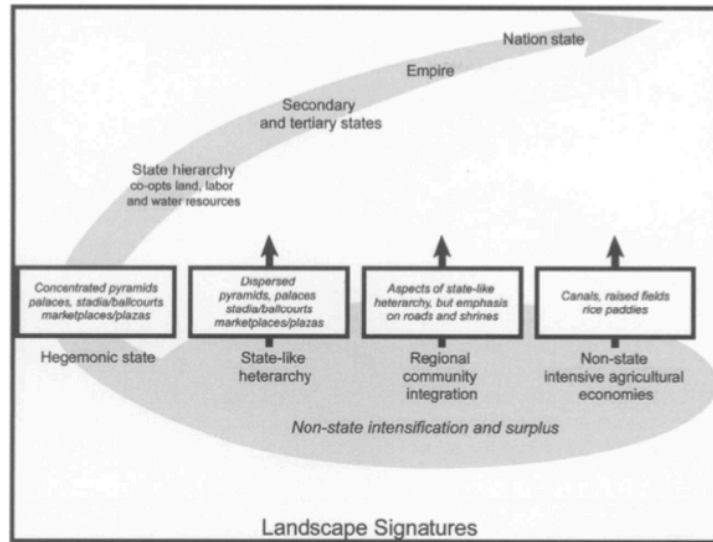 Nation state
Empire
Secondary
and tertiary states
State hierarchy
co-opts land, labor
and water resources
Concentrated pyramids
palaces, stadia/ballcourts
marketplaces/plazas
Dispersed
pyramids, palaces
stadia/ballcourts
marketplaces/plazas
Aspects of state-like
heterarchy, but emphasis
on roads and shrines
Canals, raised fields
rice paddies
Hegemonic state
State-like
heterarchy
Regional
community
integration
Non-state
intensive agricultural
economies
Non-state intensification and surplus
Landscape Signatures